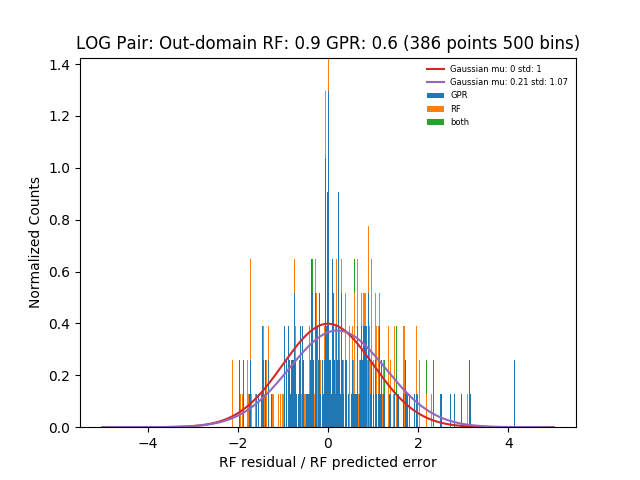 LOG Pair: Out-domain RF: 0.9 GPR: 0.6 (386 points 500 bins)
Gaussian mu: 0 std: 1
Gaussian mu: 0.21 std: 1.07
GPR
RF
both
Normalized Counts
1.4
1.2
1.0
0.8
0.6
0.4
0.2
0.0
−4 −2 0 2 4
RF residual / RF predicted error